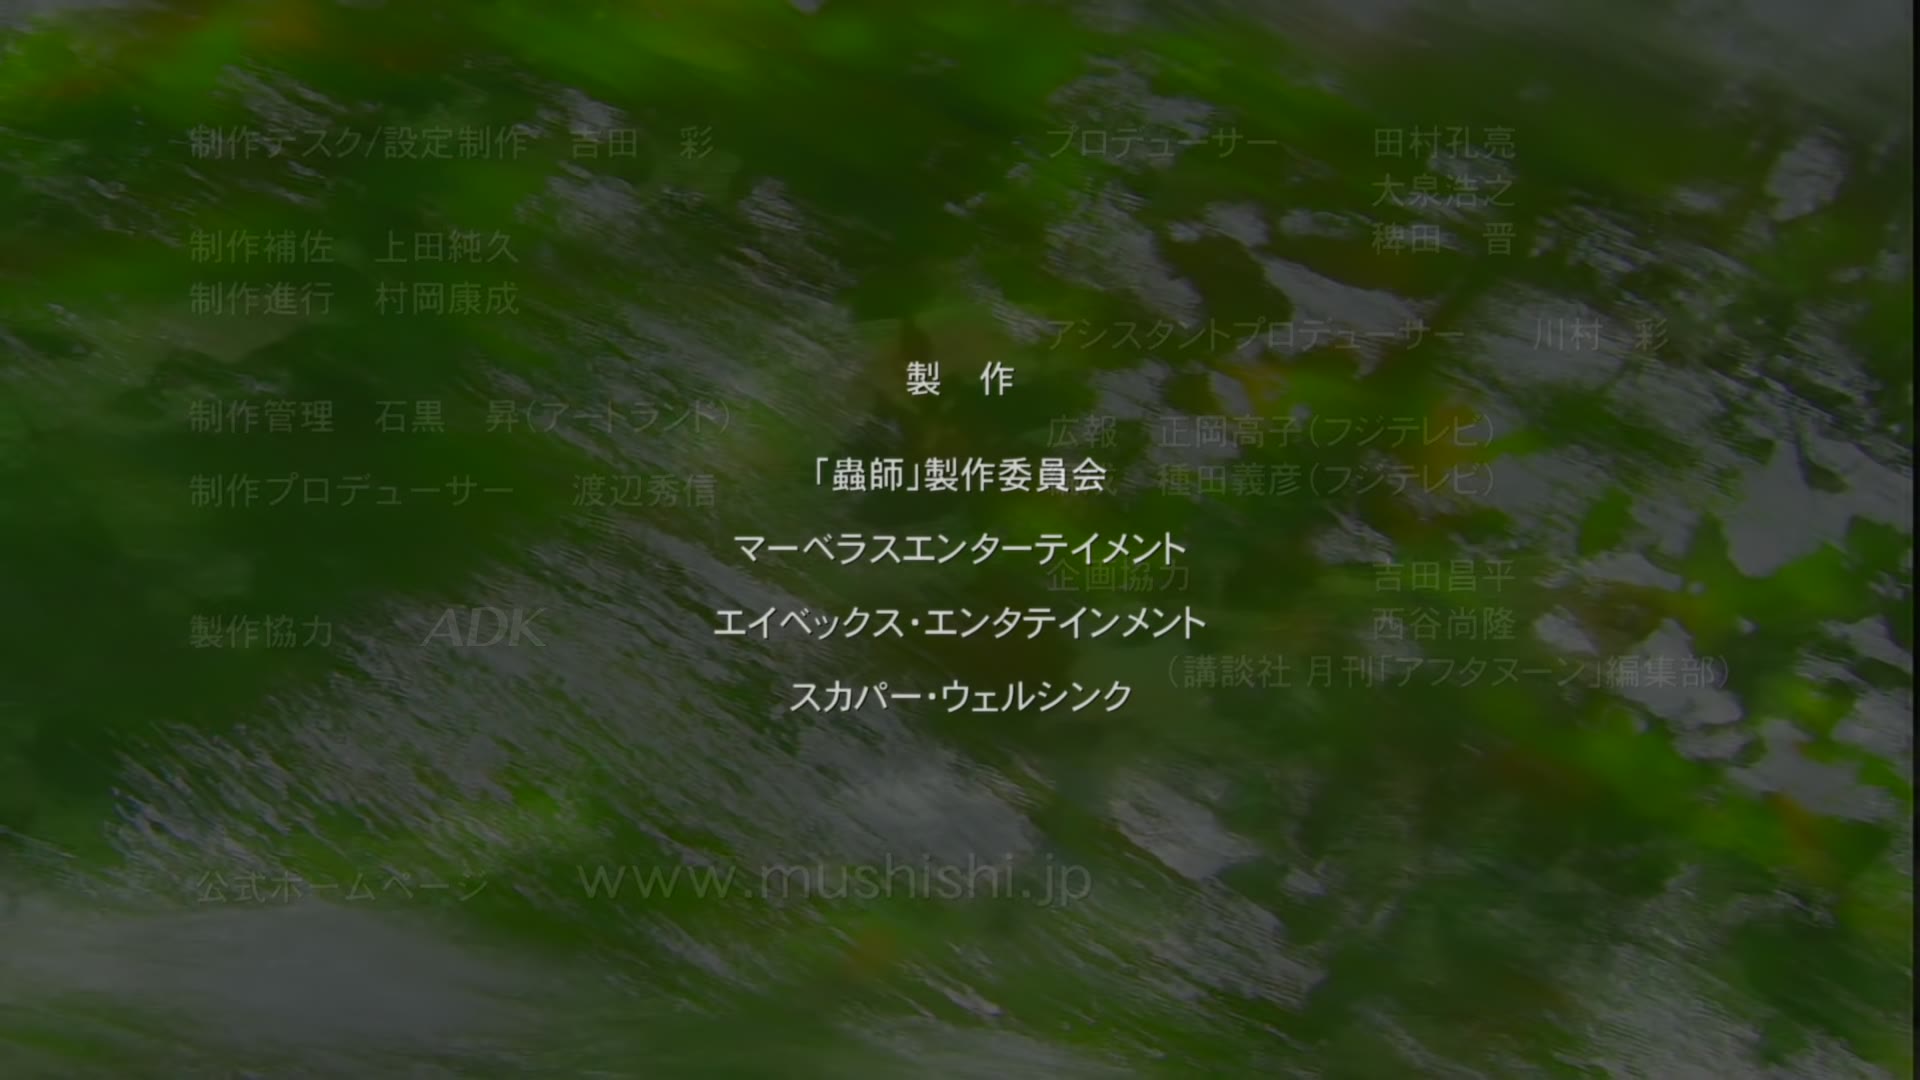 制作デスク/設定制作　吉田　彩
制作補佐　上田純久
制作進行　村岡康成
制作管理　石黒　昇(アートランド)
制作プロデューサー　渡辺秀信
製作協力　ADK
プロデューサー　田村孔亮
大泉浩之
稗田　晋
アシスタントプロデューサー　川村　彩
広報　正岡高子(フジテレビ)
種田義彦(フジテレビ)
企画協力　吉田昌平
西谷尚隆
(講談社 月刊「アフタヌーン」編集部)
製　作
「蟲師」製作委員会
マーベラスエンターテイメント
エイベックス・エンタテインメント
スカパー・ウェルシンク
公式ホームページ　www.mushishi.jp